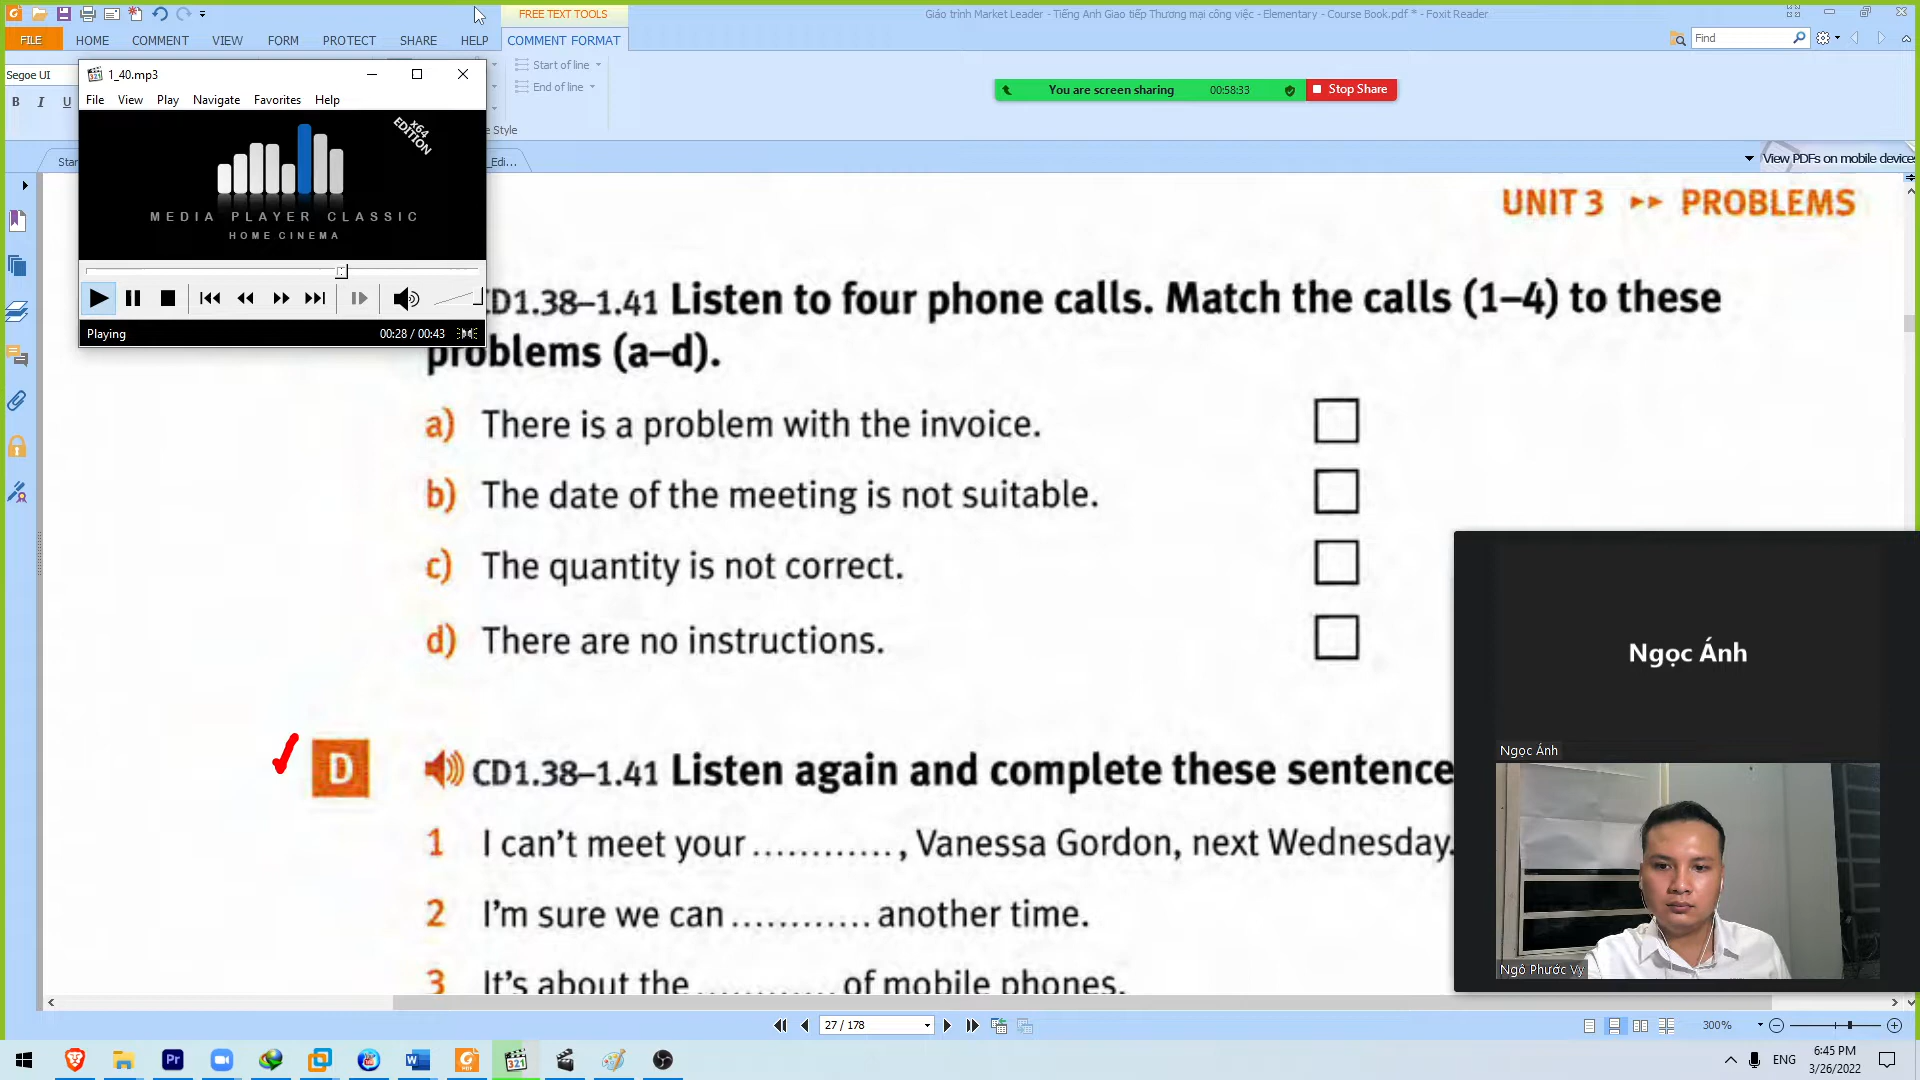 FREE TEXT TOOLS
Giáo trình Market Leader - Tiếng Anh Giao tiếp Thương mại công việc - Elementary - Course Book.pdf * - Foxit Reader
FILE HOME COMMENT VIEW FORM PROTECT SHARE HELP COMMENT FORMAT
Find
Segoe UI
Start of line
B I U
End of line
Style
1_40.mp3
File View Play Navigate Favorites Help
x64 EDITION
MEDIA PLAYER CLASSIC
HOME CINEMA
Playing
00:28 / 00:43
You are screen sharing 00:58:33 Stop Share
Star
_Edi...
View PDFs on mobile device
UNIT 3 PROBLEMS
CD1.38–1.41 Listen to four phone calls. Match the calls (1–4) to these
problems (a–d).
a) There is a problem with the invoice.
b) The date of the meeting is not suitable.
c) The quantity is not correct.
d) There are no instructions.
D CD1.38–1.41 Listen again and complete these sentence
1 I can't meet your ............, Vanessa Gordon, next Wednesday.
2 I'm sure we can ............ another time.
3 It's about the ............ of mobile phones.
Ngọc Ánh
Ngọc Ánh
Ngô Phước Vỵ
27 / 178
300%
ENG
6:45 PM
3/26/2022